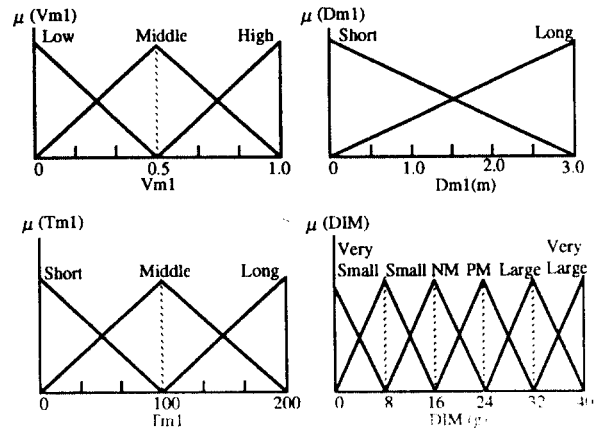 μ (Vm1)
Low Middle High
0 0.5 1.0
Vm1
μ (Dm1)
Short Long
0 1.0 2.0 3.0
Dm1(m)
μ (Tm1)
Short Middle Long
0 100 200
Tm1
μ (DIM)
Very Very
Small Small NM PM Large Large
0 8 16 24 32 40
DIM (g)